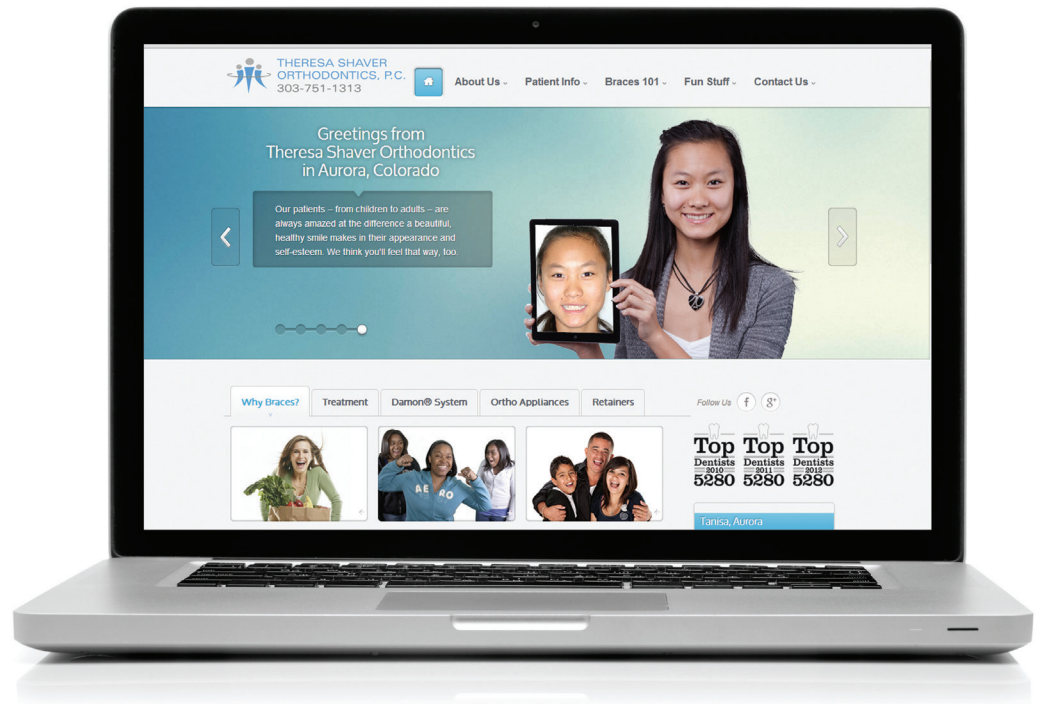 THERESA SHAVER
ORTHODONTICS, P.C.
303-751-1313
About Us
Patient Info
Braces 101
Fun Stuff
Contact Us
Greetings from
Theresa Shaver Orthodontics
in Aurora, Colorado
Our patients – from children to adults – are
always amazed at the difference a beautiful,
healthy smile makes in their appearance and
self-esteem. We think you'll feel that way, too.
Why Braces?
Treatment
Damon® System
Ortho Appliances
Retainers
Follow Us f g+
AERO
Top Top Top
Dentists Dentists Dentists
2010 2011 2012
5280 5280 5280
Tanisa, Aurora